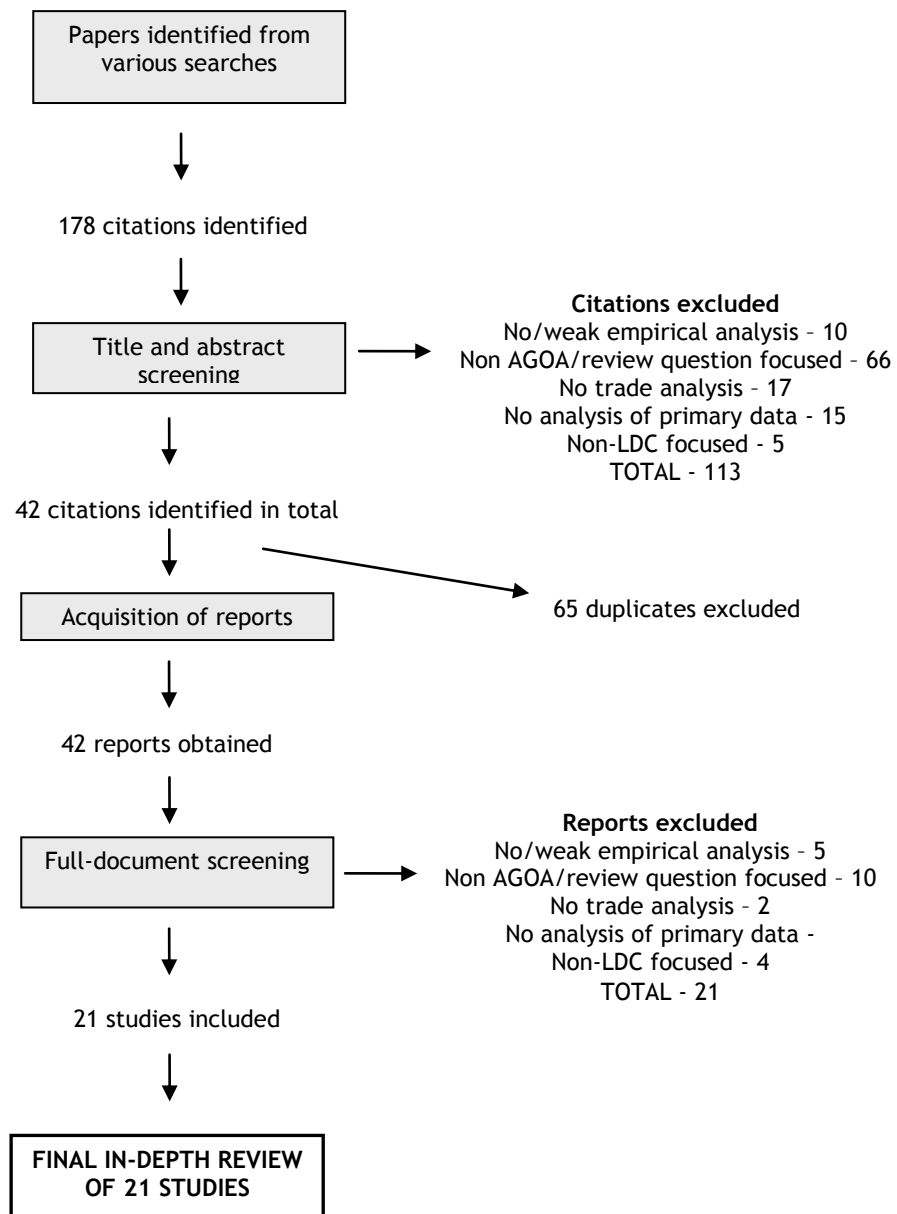 Papers identified from
various searches
178 citations identified
Title and abstract
screening
Citations excluded
No/weak empirical analysis – 10
Non AGOA/review question focused – 66
No trade analysis – 17
No analysis of primary data - 15
Non-LDC focused - 5
TOTAL - 113
42 citations identified in total
65 duplicates excluded
Acquisition of reports
42 reports obtained
Full-document screening
Reports excluded
No/weak empirical analysis – 5
Non AGOA/review question focused – 10
No trade analysis – 2
No analysis of primary data -
Non-LDC focused - 4
TOTAL - 21
21 studies included
FINAL IN-DEPTH REVIEW
OF 21 STUDIES